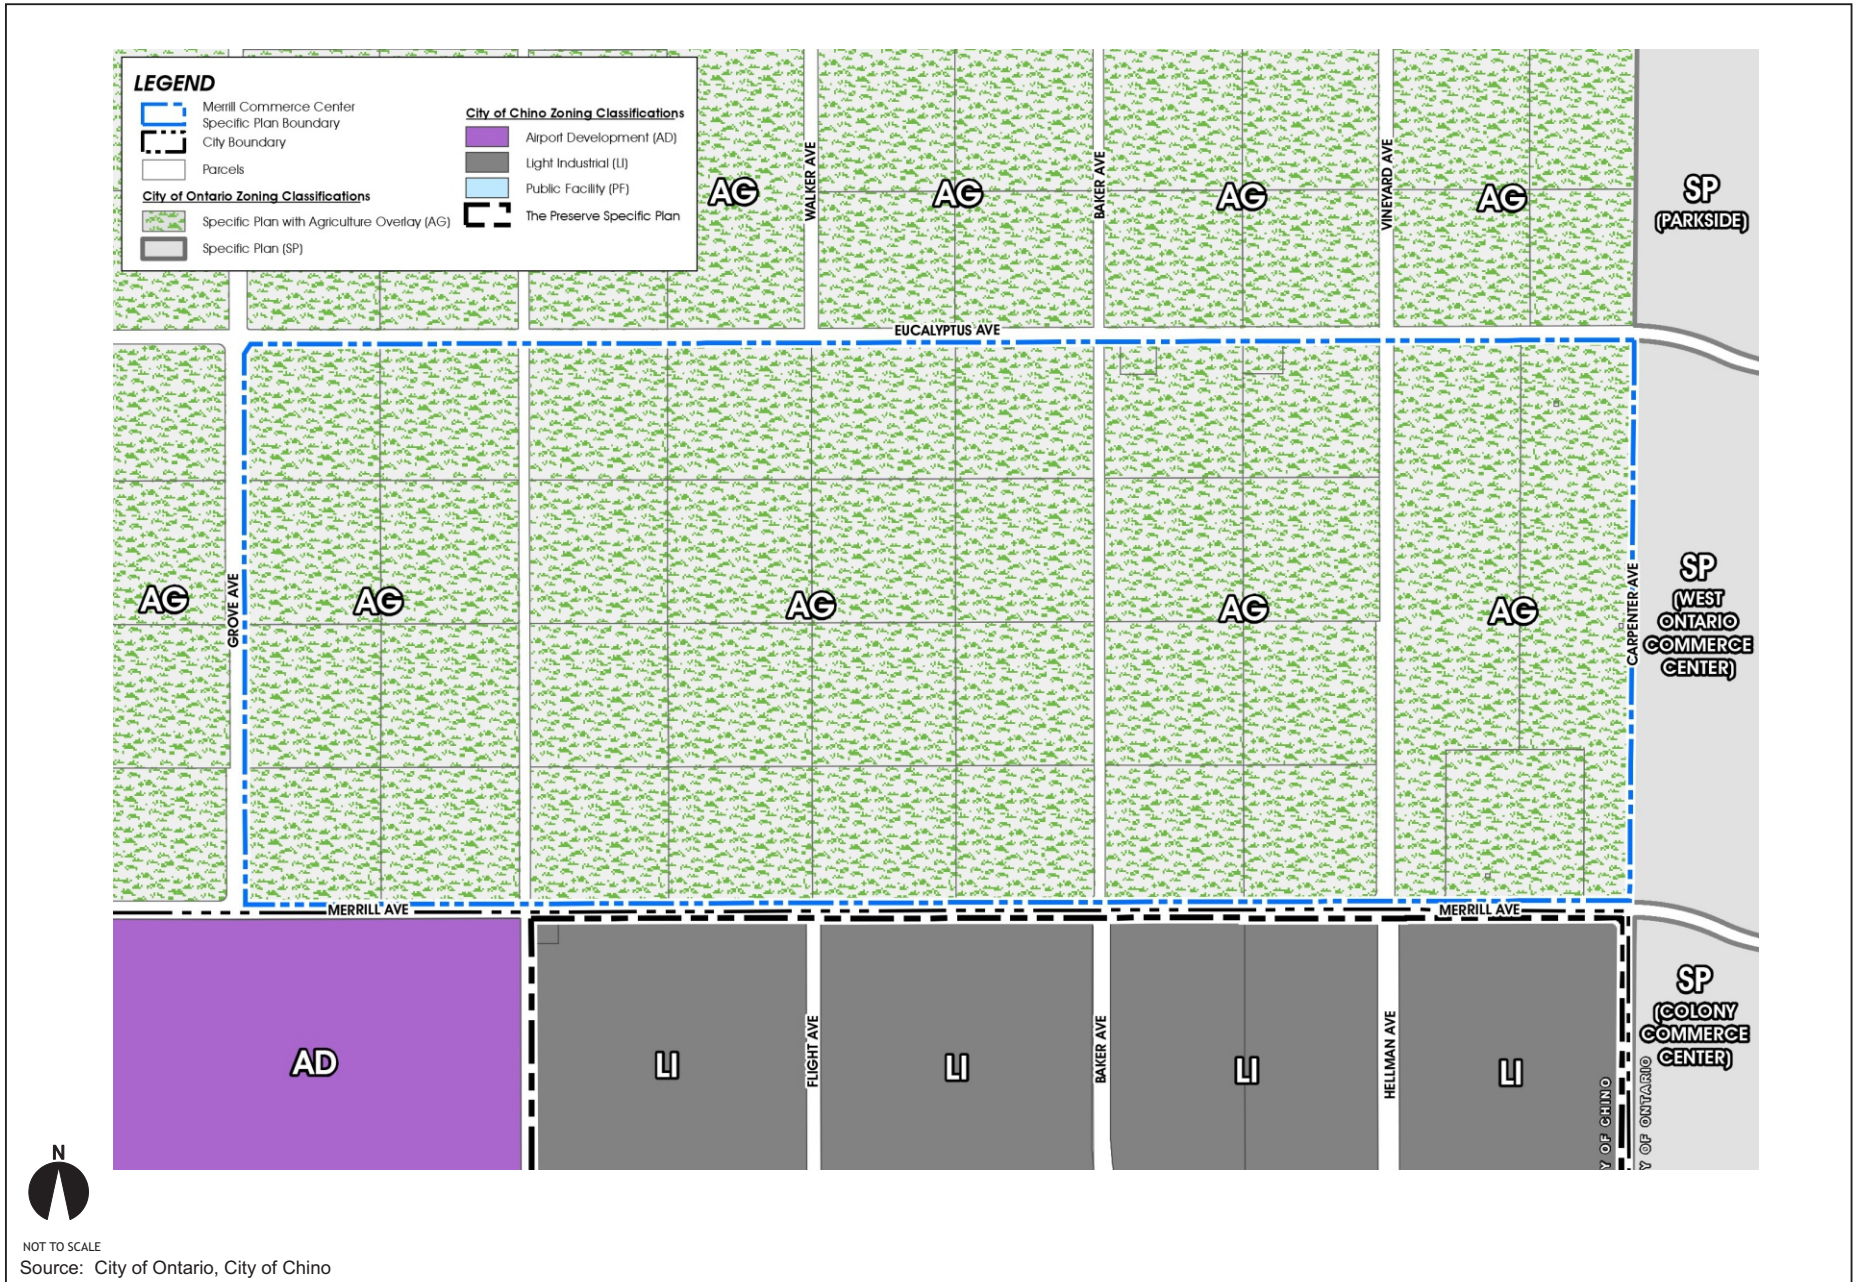 LEGEND
Merrill Commerce Center
Specific Plan Boundary
City Boundary
Parcels
City of Ontario Zoning Classifications
Specific Plan with Agriculture Overlay (AG)
Specific Plan (SP)
City of Chino Zoning Classifications
Airport Development (AD)
Light Industrial (LI)
Public Facility (PF)
The Preserve Specific Plan
AG
WALKER AVE
AG
BAKER AVE
AG
VINEYARD AVE
AG
SP
(PARKSIDE)
EUCALYPTUS AVE
AG
GROVE AVE
AG
AG
AG
AG
CARPENTER AVE
SP
(WEST
ONTARIO
COMMERCE
CENTER)
MERRILL AVE
MERRILL AVE
AD
LI
FLIGHT AVE
LI
BAKER AVE
LI
HELLMAN AVE
LI
Y OF CHINO
Y OF ONTARIO
SP
(COLONY
COMMERCE
CENTER)
N
NOT TO SCALE
Source: City of Ontario, City of Chino